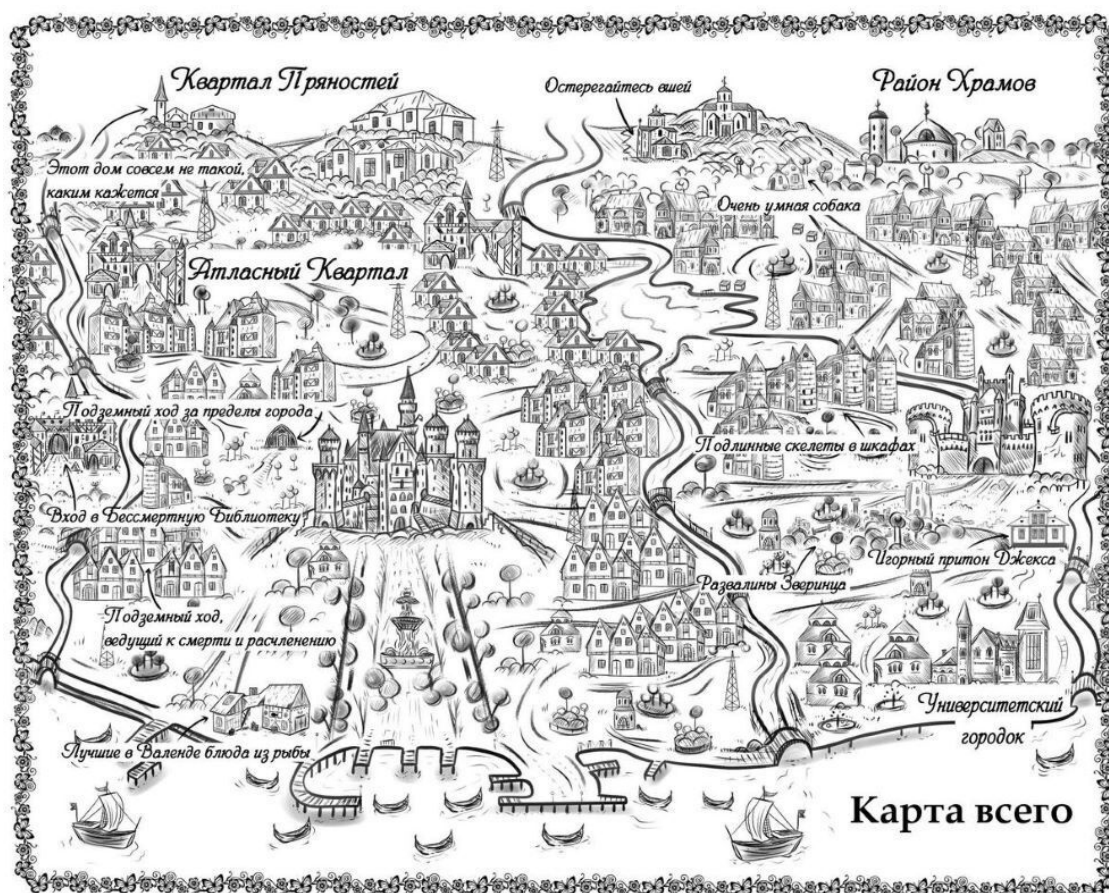 Квартал Пряностей
Остерегайтесь вшей
Район Храмов
Этот дом совсем не такой,
каким кажется
Очень умная собака
Атласный Квартал
Подземный ход за пределы города
Подлинные скелеты в шкафах
Вход в Бессмертную Библиотеку
Игорный притон Джекса
Развалины Зверинца
Подземный ход,
ведущий к смерти и расчленению
Университетский
городок
Лучшие в Валенде блюда из рыбы
Карта всего